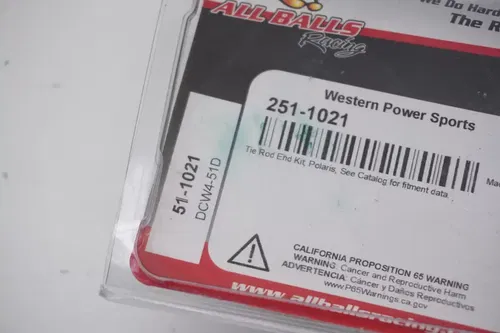 We Do Hard
The R
ALL BALLS
Racing
Western Power Sports
251-1021
Tie Rod End Kit, Polaris, See Catalog for fitment data.
51-1021
DCW4-51D
CALIFORNIA PROPOSITION 65 WARNING
WARNING: Cancer and Reproductive Harm
ADVERTENCIA: Cáncer y Daños Reproductivos
www.P65Warnings.ca.gov
www.allballsracing